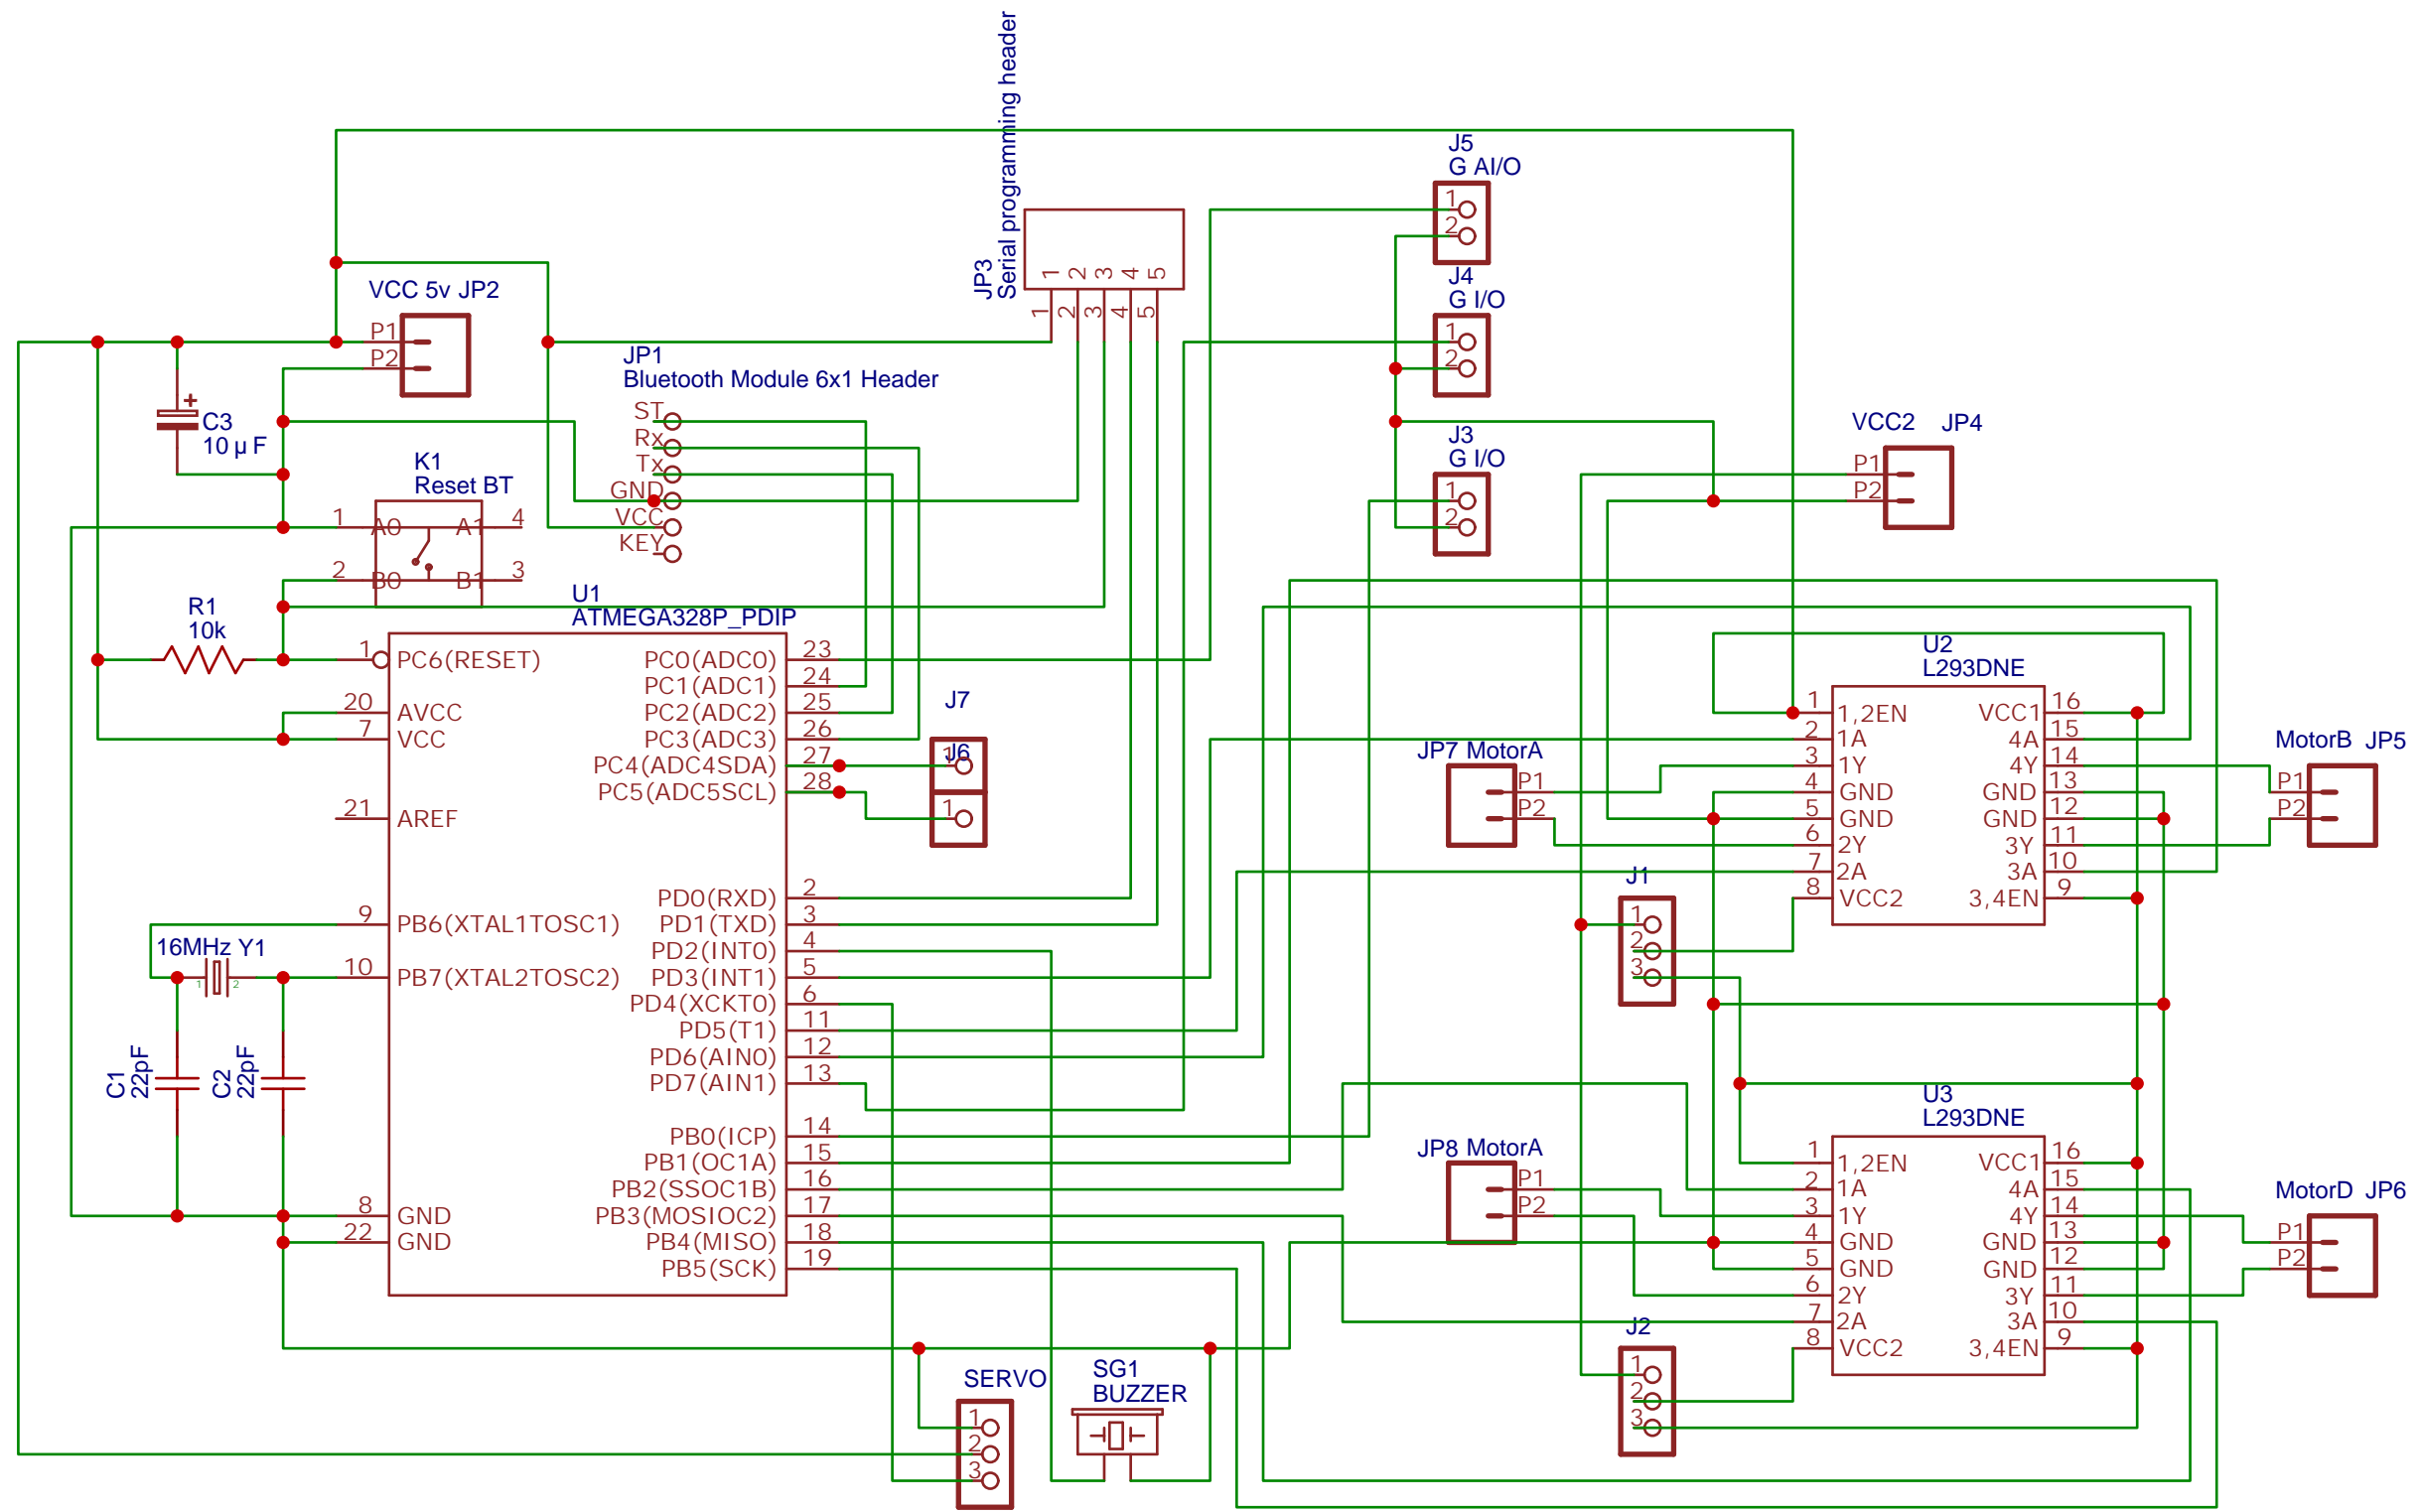 Serial programming header
JP3
1 2 3 4 5
1 2 3 4 5
J5
G AI/O
1
2
J4
G I/O
1
2
J3
G I/O
1
2
VCC 5v JP2
P1
P2
+
C3
10 µ F
JP1
Bluetooth Module 6x1 Header
ST
Rx
Tx
GND
VCC
KEY
VCC2 JP4
P1
P2
K1
Reset BT
1 A0 A1 4
2 B0 B1 3
R1
10k
U1
ATMEGA328P_PDIP
1 PC6(RESET)
20 AVCC
7 VCC
21 AREF
9 PB6(XTAL1TOSC1)
10 PB7(XTAL2TOSC2)
8 GND
22 GND
PC0(ADC0) 23
PC1(ADC1) 24
PC2(ADC2) 25
PC3(ADC3) 26
PC4(ADC4SDA) 27
PC5(ADC5SCL) 28
PD0(RXD) 2
PD1(TXD) 3
PD2(INT0) 4
PD3(INT1) 5
PD4(XCKT0) 6
PD5(T1) 11
PD6(AIN0) 12
PD7(AIN1) 13
PB0(ICP) 14
PB1(OC1A) 15
PB2(SSOC1B) 16
PB3(MOSIOC2) 17
PB4(MISO) 18
PB5(SCK) 19
16MHz Y1
1 2
C1
22pF
C2
22pF
J7
1
J6
1
U2
L293DNE
1 1,2EN
2 1A
3 1Y
4 GND
5 GND
6 2Y
7 2A
8 VCC2
VCC1 16
4A 15
4Y 14
GND 13
GND 12
3Y 11
3A 10
3,4EN 9
JP7 MotorA
P1
P2
MotorB JP5
P1
P2
J1
1
2
3
U3
L293DNE
1 1,2EN
2 1A
3 1Y
4 GND
5 GND
6 2Y
7 2A
8 VCC2
VCC1 16
4A 15
4Y 14
GND 13
GND 12
3Y 11
3A 10
3,4EN 9
JP8 MotorA
P1
P2
MotorD JP6
P1
P2
J2
1
2
3
SERVO
1
2
3
SG1
BUZZER